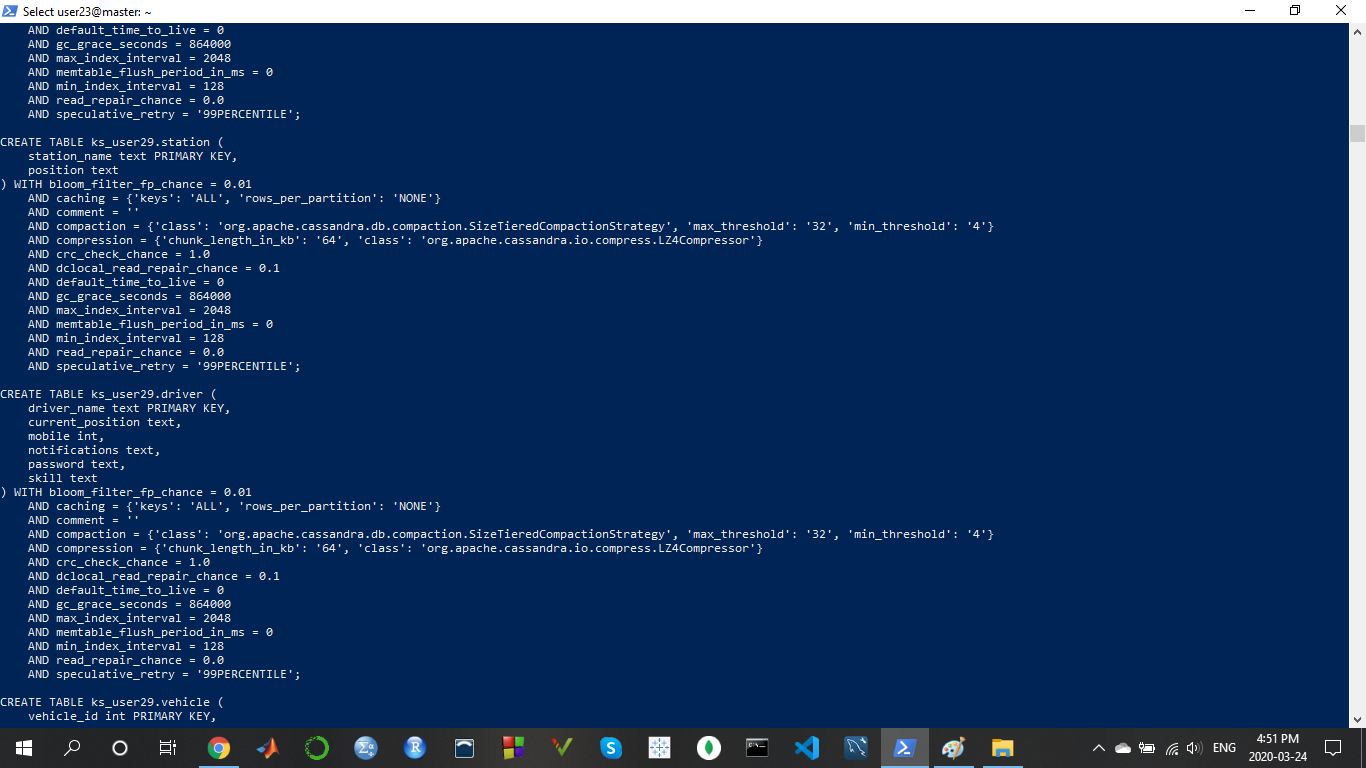 Select user23@master: ~
    AND default_time_to_live = 0
    AND gc_grace_seconds = 864000
    AND max_index_interval = 2048
    AND memtable_flush_period_in_ms = 0
    AND min_index_interval = 128
    AND read_repair_chance = 0.0
    AND speculative_retry = '99PERCENTILE';
CREATE TABLE ks_user29.station (
    station_name text PRIMARY KEY,
    position text
) WITH bloom_filter_fp_chance = 0.01
    AND caching = {'keys': 'ALL', 'rows_per_partition': 'NONE'}
    AND comment = ''
    AND compaction = {'class': 'org.apache.cassandra.db.compaction.SizeTieredCompactionStrategy', 'max_threshold': '32', 'min_threshold': '4'}
    AND compression = {'chunk_length_in_kb': '64', 'class': 'org.apache.cassandra.io.compress.LZ4Compressor'}
    AND crc_check_chance = 1.0
    AND dclocal_read_repair_chance = 0.1
    AND default_time_to_live = 0
    AND gc_grace_seconds = 864000
    AND max_index_interval = 2048
    AND memtable_flush_period_in_ms = 0
    AND min_index_interval = 128
    AND read_repair_chance = 0.0
    AND speculative_retry = '99PERCENTILE';
CREATE TABLE ks_user29.driver (
    driver_name text PRIMARY KEY,
    current_position text,
    mobile int,
    notifications text,
    password text,
    skill text
) WITH bloom_filter_fp_chance = 0.01
    AND caching = {'keys': 'ALL', 'rows_per_partition': 'NONE'}
    AND comment = ''
    AND compaction = {'class': 'org.apache.cassandra.db.compaction.SizeTieredCompactionStrategy', 'max_threshold': '32', 'min_threshold': '4'}
    AND compression = {'chunk_length_in_kb': '64', 'class': 'org.apache.cassandra.io.compress.LZ4Compressor'}
    AND crc_check_chance = 1.0
    AND dclocal_read_repair_chance = 0.1
    AND default_time_to_live = 0
    AND gc_grace_seconds = 864000
    AND max_index_interval = 2048
    AND memtable_flush_period_in_ms = 0
    AND min_index_interval = 128
    AND read_repair_chance = 0.0
    AND speculative_retry = '99PERCENTILE';
CREATE TABLE ks_user29.vehicle (
    vehicle_id int PRIMARY KEY,
ENG
4:51 PM
2020-03-24